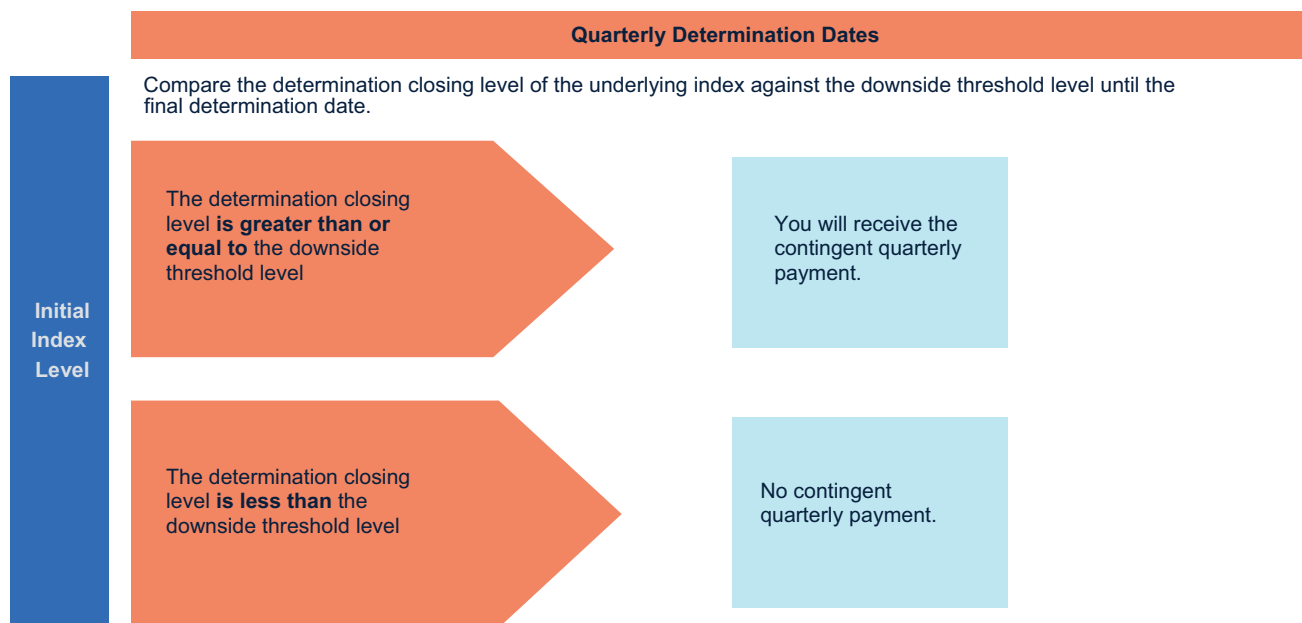 Quarterly Determination Dates
Compare the determination closing level of the underlying index against the downside threshold level until the
final determination date.
Initial
Index
Level
The determination closing
level is greater than or
equal to the downside
threshold level
You will receive the
contingent quarterly
payment.
The determination closing
level is less than the
downside threshold level
No contingent
quarterly payment.